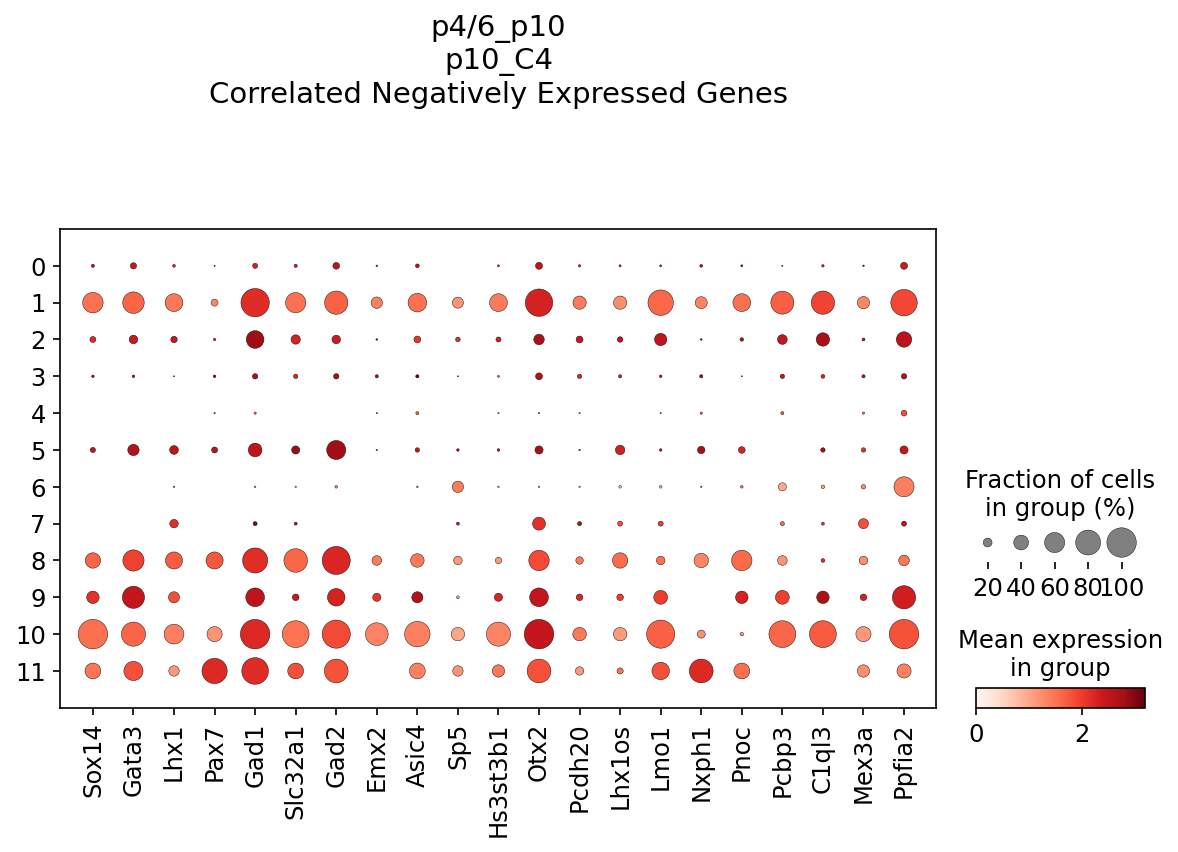 p4/6_p10
p10_C4
Correlated Negatively Expressed Genes
0
1
2
3
4
5
6
7
8
9
10
11
Sox14
Gata3
Lhx1
Pax7
Gad1
Slc32a1
Gad2
Emx2
Asic4
Sp5
Hs3st3b1
Otx2
Pcdh20
Lhx1os
Lmo1
Nxph1
Pnoc
Pcbp3
C1ql3
Mex3a
Ppfia2
Fraction of cells
in group (%)
20 40 60 80 100
Mean expression
in group
0 2